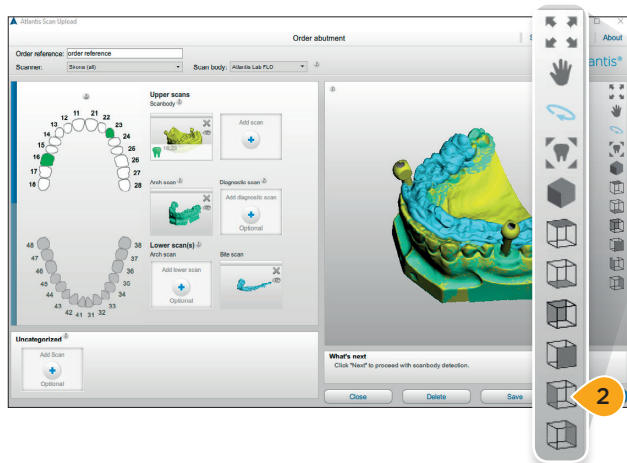 Atlantis Scan Upload
Order abutment
S
About
Order reference: order reference
Scanner: Sirona (all)
Scan body: Atlantis Lab FLO
antis®
Upper scans
Scanbody
Add scan
16,23
Arch scan
Diagnostic scan
Add diagnostic scan
Optional
Lower scan(s)
Arch scan
Bite scan
Add lower scan
Optional
11 21
12 22
13 23
14 24
15 25
16 26
17 27
18 28
48 38
47 37
46 36
45 35
44 34
43 33
42 41 31 32
Uncategorized
Add Scan
Optional
What's next
Click "Next" to proceed with scanbody detection.
Close
Delete
Save
2